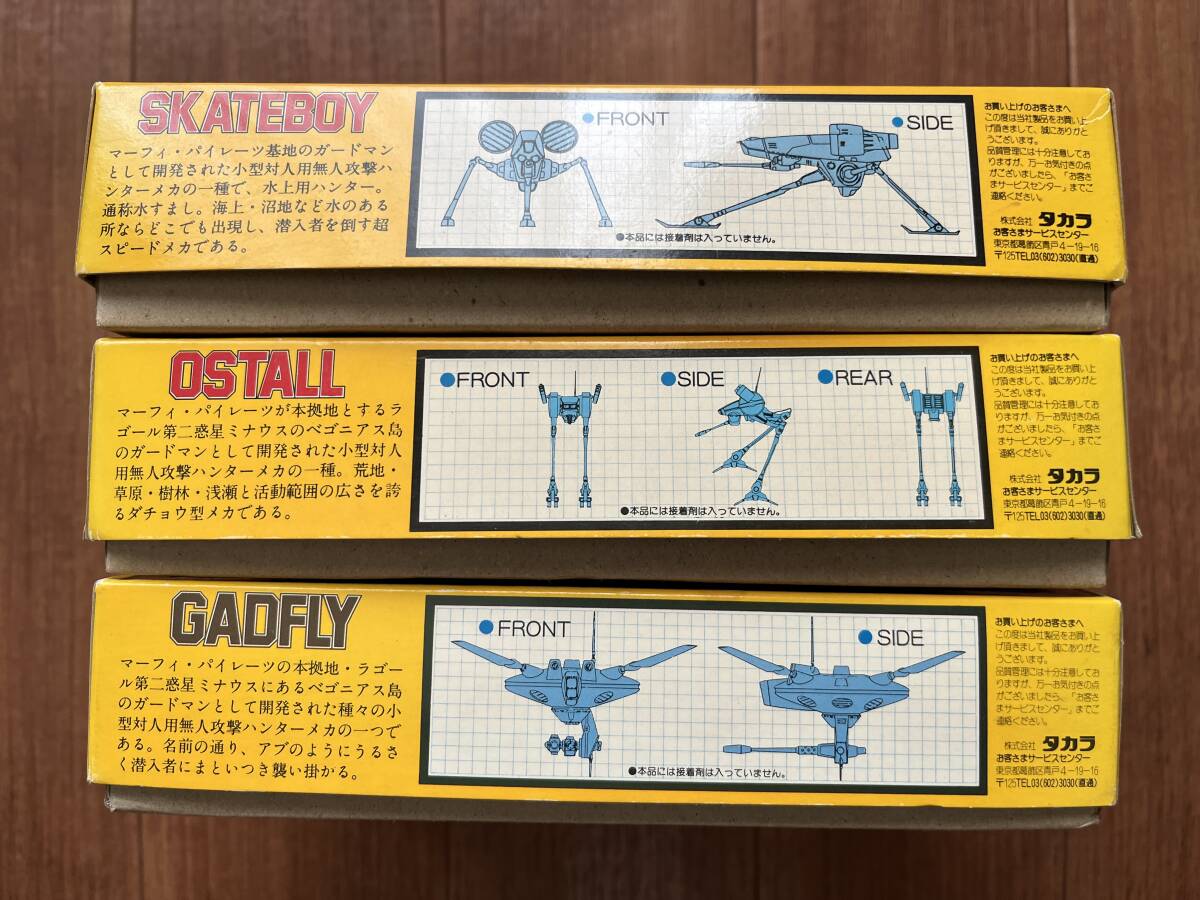 SKATEBOY
マーフィ・パイレーツ基地のガードマン
として開発された小型対人用無人攻撃ハ
ンターメカの一種で、水上用ハンター。
通称水すまし。海上・沼地など水のある
所ならどこでも出現し、潜入者を倒す超
スピードメカである。
●FRONT
●SIDE
●本品には接着剤は入っていません。
お買い上げのお客さまへ
この度は当社製品をお買い上
げ頂きまして、誠にありがと
うございます。
品質管理には十分注意してお
りますが、万一お気付きの点
がございましたら、「お客さ
まサービスセンター」までご
連絡ください。
株式会社 タカラ
お客さまサービスセンター
東京都葛飾区青戸4-19-16
〒125TEL03(602)3030(直通)
OSTALL
マーフィ・パイレーツが本拠地とするラ
ゴール第二惑星ミナウスのベゴニアス島
のガードマンとして開発された小型対人
用無人攻撃ハンターメカの一種。荒地・
草原・樹林・浅瀬と活動範囲の広さを誇
るダチョウ型メカである。
●FRONT
●SIDE
●REAR
●本品には接着剤は入っていません。
お買い上げのお客さまへ
この度は当社製品をお買い上
げ頂きまして、誠にありがと
うございます。
品質管理には十分注意してお
りますが、万一お気付きの点
がございましたら、「お客さ
まサービスセンター」までご
連絡ください。
株式会社 タカラ
お客さまサービスセンター
東京都葛飾区青戸4-19-16
〒125TEL03(602)3030(直通)
GADFLY
マーフィ・パイレーツの本拠地・ラゴー
ル第二惑星ミナウスにあるベゴニアス島
のガードマンとして開発された種々の小
型対人用無人攻撃ハンターメカの一つで
ある。名前の通り、アブのようにうるさ
く潜入者にまといつき襲い掛かる。
●FRONT
●SIDE
●本品には接着剤は入っていません。
お買い上げのお客さまへ
この度は当社製品をお買い上
げ頂きまして、誠にありがと
うございます。
品質管理には十分注意してお
りますが、万一お気付きの点
がございましたら、「お客さ
まサービスセンター」までご
連絡ください。
株式会社 タカラ
お客さまサービスセンター
東京都葛飾区青戸4-19-16
〒125TEL03(602)3030(直通)